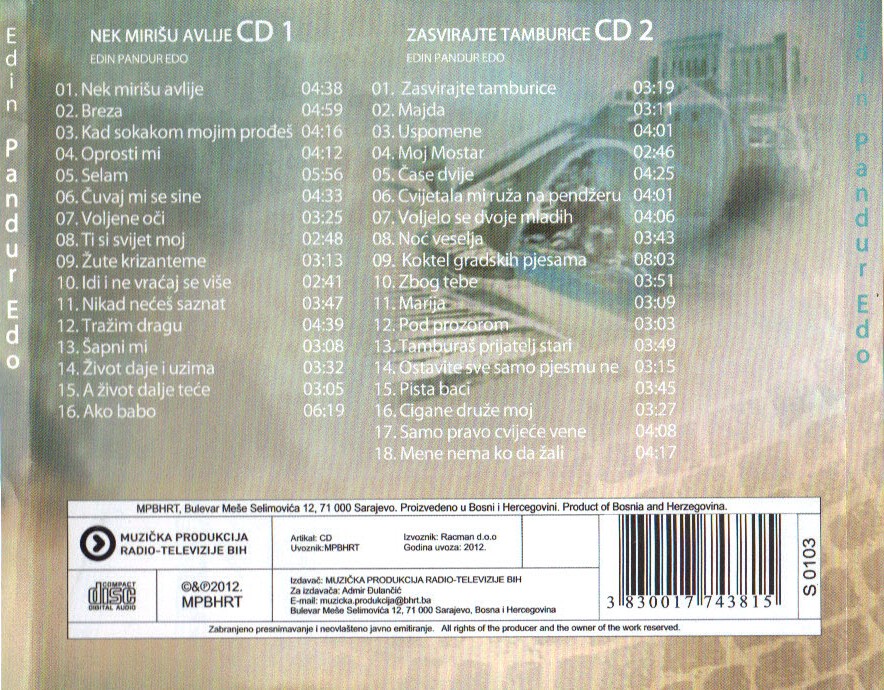 Edin Pandur Edo
NEK MIRIŠU AVLIJE CD 1
EDIN PANDUR EDO
01. Nek mirišu avlije 04:38
02. Breza 04:59
03. Kad sokakom mojim prođeš 04:16
04. Oprosti mi 04:12
05. Selam 05:56
06. Čuvaj mi se sine 04:33
07. Voljene oči 03:25
08. Ti si svijet moj 02:48
09. Žute krizanteme 03:13
10. Idi i ne vraćaj se više 02:41
11. Nikad nećeš saznat 03:47
12. Tražim dragu 04:39
13. Šapni mi 03:08
14. Život daje i uzima 03:32
15. A život dalje teće 03:05
16. Ako babo 06:19
ZASVIRAJTE TAMBURICE CD 2
EDIN PANDUR EDO
01. Zasvirajte tamburice 03:19
02. Majda 03:11
03. Uspomene 04:01
04. Moj Mostar 02:46
05. Čase dvije 04:25
06. Cvijetala mi ruža na pendžeru 04:01
07. Voljelo se dvoje mladih 04:06
08. Noć veselja 03:43
09. Koktel gradskih pjesama 08:03
10. Zbog tebe 03:51
11. Marija 03:09
12. Pod prozorom 03:03
13. Tamburaš prijatelj stari 03:49
14. Ostavite sve samo pjesmu ne 03:15
15. Pista baci 03:45
16. Cigane druže moj 03:27
17. Samo pravo cvijeće vene 04:08
18. Mene nema ko da žali 04:17
Edin Pandur Edo
MPBHRT, Bulevar Meše Selimovića 12, 71 000 Sarajevo. Proizvedeno u Bosni i Hercegovini. Product of Bosnia and Herzegovina.
MUZIČKA PRODUKCIJA
RADIO-TELEVIZIJE BIH
Artikal: CD
Uvoznik:MPBHRT
Izvoznik: Racman d.o.o
Godina uvoza: 2012.
COMPACT
disc
DIGITAL AUDIO
©&℗2012.
MPBHRT
Izdavač: MUZIČKA PRODUKCIJA RADIO-TELEVIZIJE BIH
Za izdavača: Admir Đulančić
E-mail: muzicka.produkcija@bhrt.ba
Bulevar Meše Selimovića 12, 71 000 Sarajevo, Bosna i Hercegovina
3 830017 743815
S 0103
Zabranjeno presnimavanje i neovlašteno javno emitiranje. All rights of the producer and the owner of the work reserved.